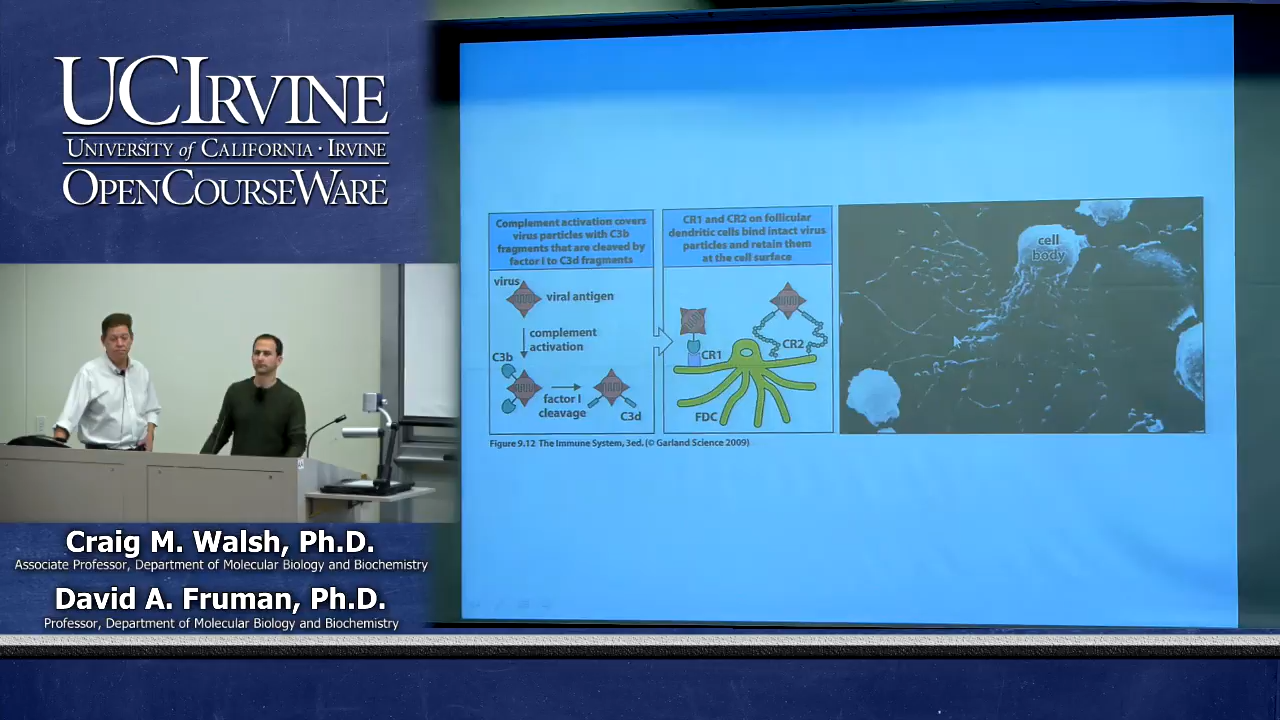 UCIRVINE
UNIVERSITY of CALIFORNIA · IRVINE
OPENCOURSEWARE
Craig M. Walsh, Ph.D.
Associate Professor, Department of Molecular Biology and Biochemistry
David A. Fruman, Ph.D.
Professor, Department of Molecular Biology and Biochemistry
Complement activation covers
virus particles with C3b
fragments that are cleaved by
factor I to C3d fragments
virus
viral antigen
complement
activation
C3b
factor I
cleavage
C3d
CR1 and CR2 on follicular
dendritic cells bind intact virus
particles and retain them
at the cell surface
CR1
CR2
FDC
cell
body
Figure 9.12 The Immune System, 3ed. (© Garland Science 2009)